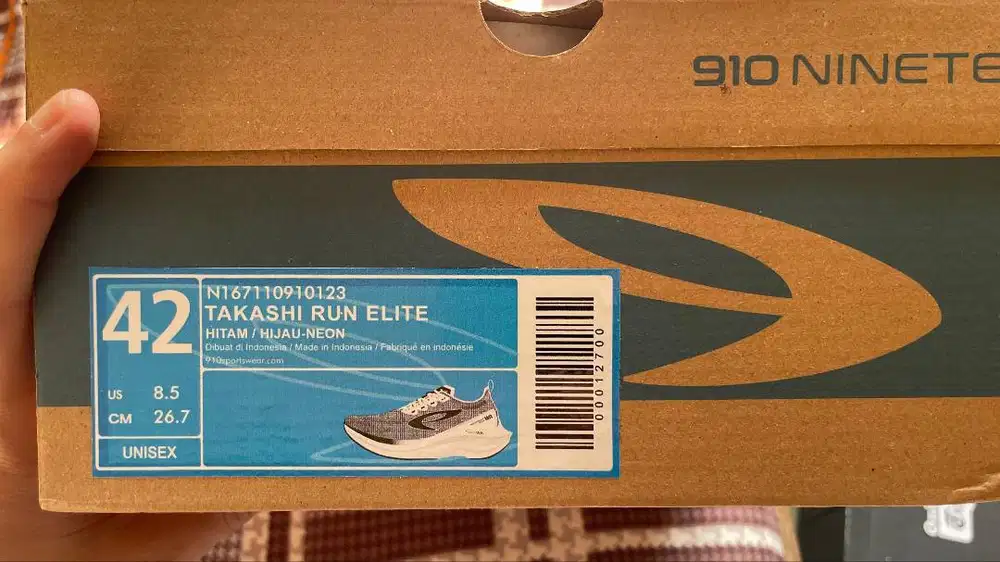 910 NINETE
42
US 8.5
CM 26.7
UNISEX
N167110910123
TAKASHI RUN ELITE
HITAM / HIJAU-NEON
Dibuat di Indonesia / Made in Indonesia / Fabriqué en indonésie
910sportswear.com
00012700